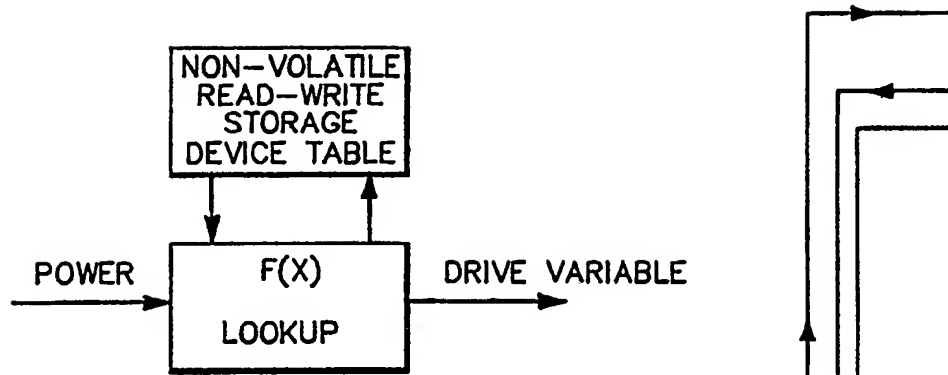 NON-VOLATILE
READ-WRITE
STORAGE
DEVICE TABLE
POWER
F(X)
LOOKUP
DRIVE VARIABLE